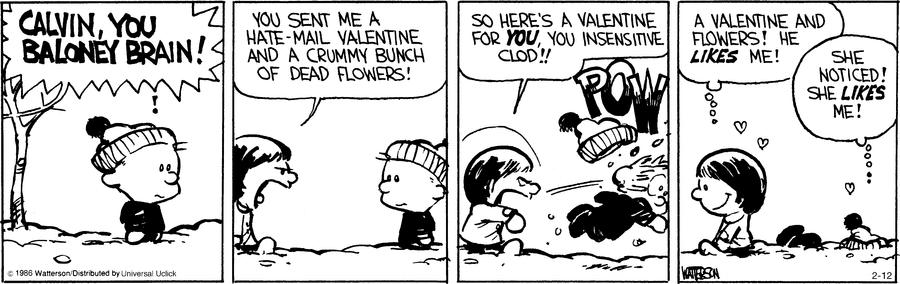 CALVIN, YOU
BALONEY BRAIN!
!
© 1986 Watterson/Distributed by Universal Uclick
YOU SENT ME A
HATE-MAIL VALENTINE
AND A CRUMMY BUNCH
OF DEAD FLOWERS!
SO HERE'S A VALENTINE
FOR YOU, YOU INSENSITIVE
CLOD!!
POW
A VALENTINE AND
FLOWERS! HE
LIKES ME!
SHE
NOTICED!
SHE LIKES
ME!
WATTERSON
2-12